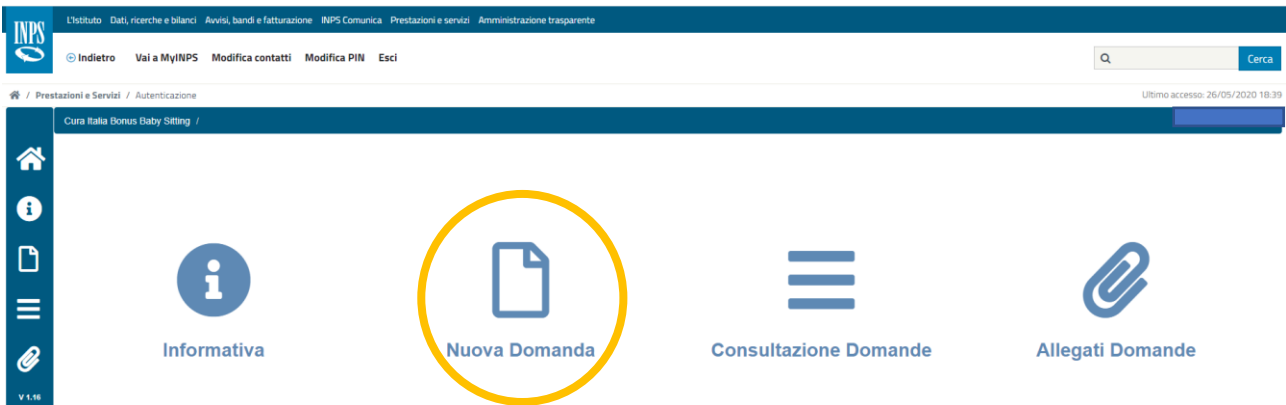 INPS
L'Istituto Dati, ricerche e bilanci Avvisi, bandi e fatturazione INPS Comunica Prestazioni e servizi Amministrazione trasparente
Indietro Vai a MyINPS Modifica contatti Modifica PIN Esci
Cerca
/ Prestazioni e Servizi / Autenticazione
Ultimo accesso: 26/05/2020 18:39
Cura Italia Bonus Baby Sitting /
Informativa
Nuova Domanda
Consultazione Domande
Allegati Domande
V 1.16